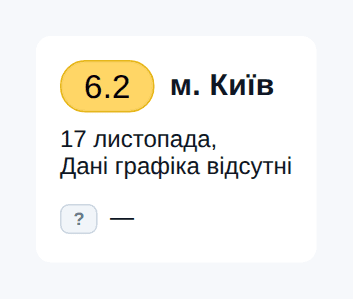 6.2 м. Київ
17 листопада,
Дані графіка відсутні
? —